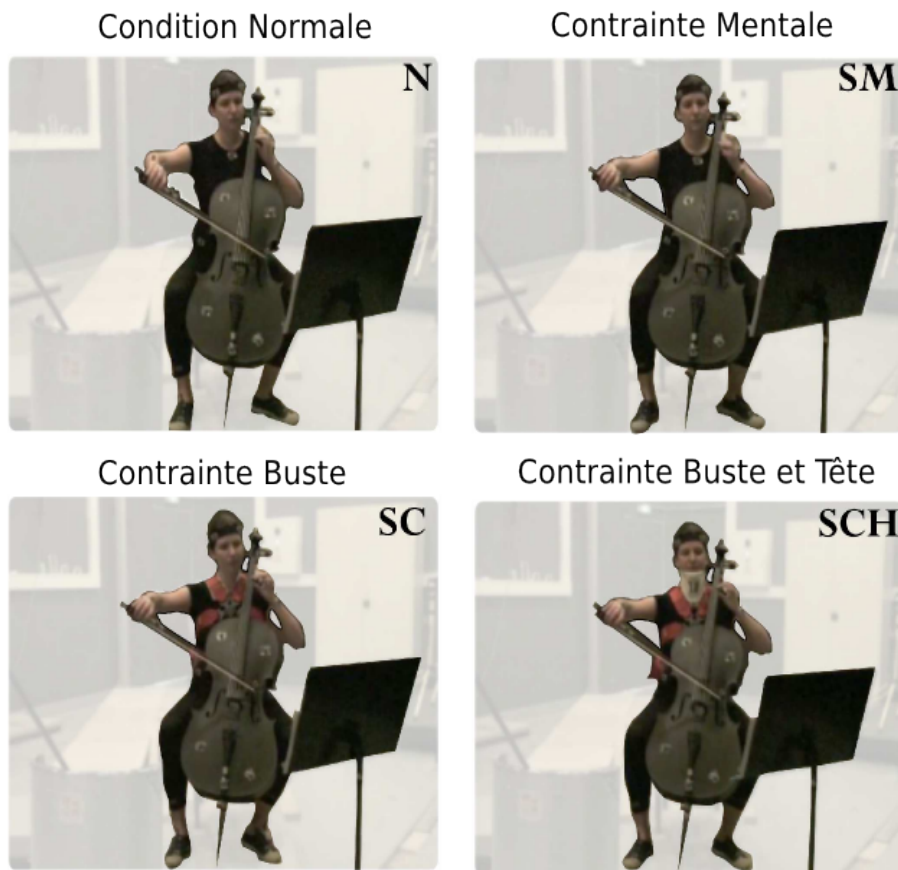 Condition Normale
N
Contrainte Mentale
SM
Contrainte Buste
SC
Contrainte Buste et Tête
SCH